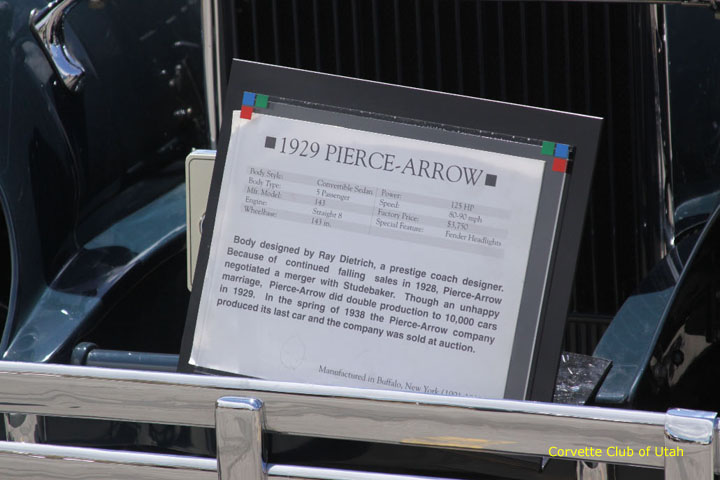 1929 PIERCE-ARROW
Body Style: Convertible Sedan
Body Type: 5 Passenger
Mfr. Model: 143
Engine: Straight 8
Wheelbase: 143 in.
Power: 125 HP
Speed: 80-90 mph
Factory Price: $3,750
Special Feature: Fender Headlights
Body designed by Ray Dietrich, a prestige coach designer.
Because of continued falling sales in 1928, Pierce-Arrow
negotiated a merger with Studebaker. Though an unhappy
marriage, Pierce-Arrow did double production to 10,000 cars
in 1929. In the spring of 1938 the Pierce-Arrow company
produced its last car and the company was sold at auction.
Manufactured in Buffalo, New York
Corvette Club of Utah